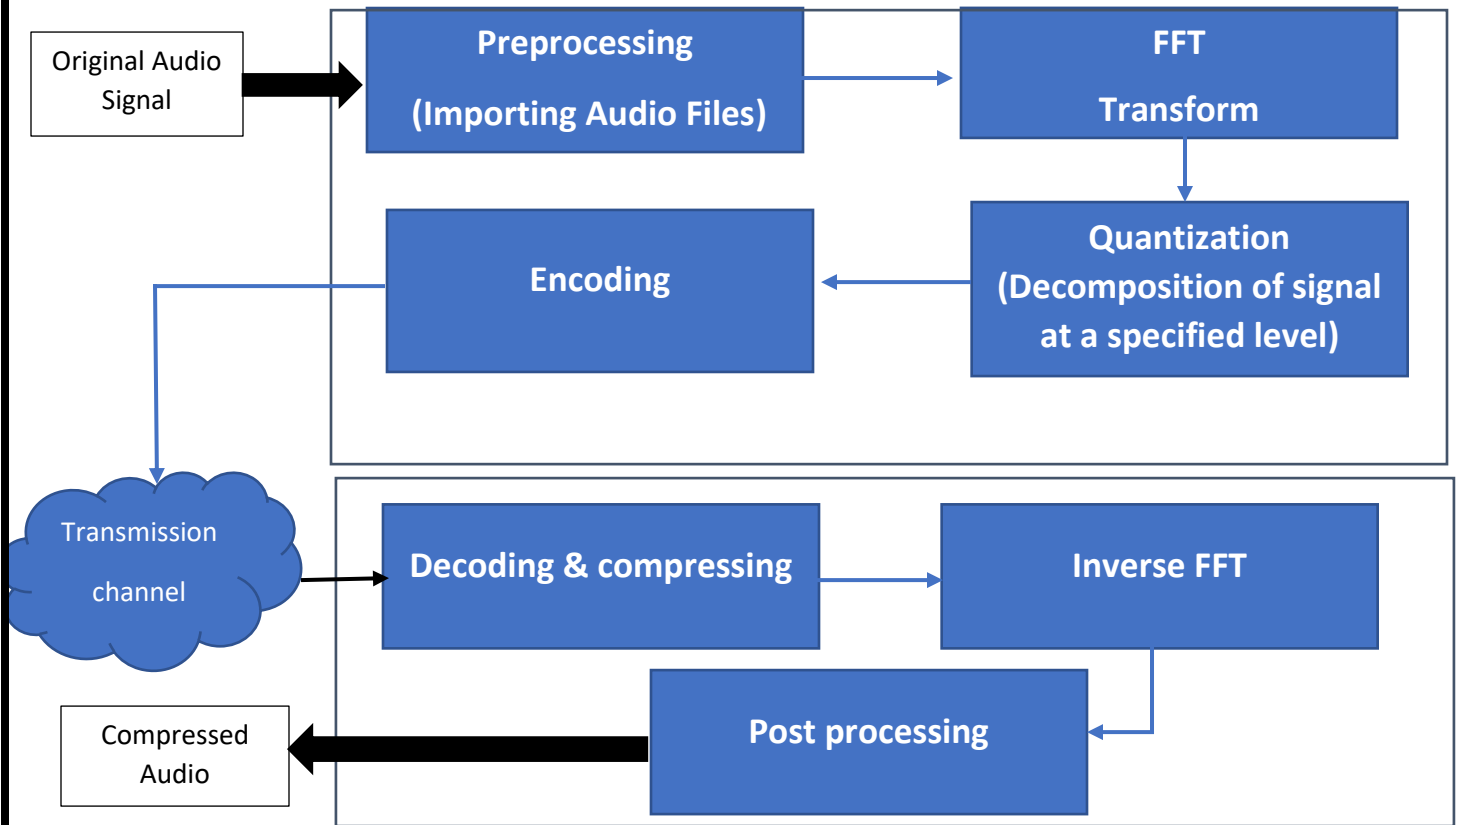 Original Audio
Signal
Preprocessing
(Importing Audio Files)
FFT
Transform
Quantization
(Decomposition of signal
at a specified level)
Encoding
Transmission
channel
Decoding & compressing
Inverse FFT
Post processing
Compressed
Audio